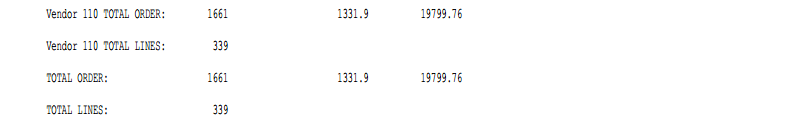 Vendor 110 TOTAL ORDER: 1661 1331.9 19799.76
Vendor 110 TOTAL LINES: 339
TOTAL ORDER: 1661 1331.9 19799.76
TOTAL LINES: 339